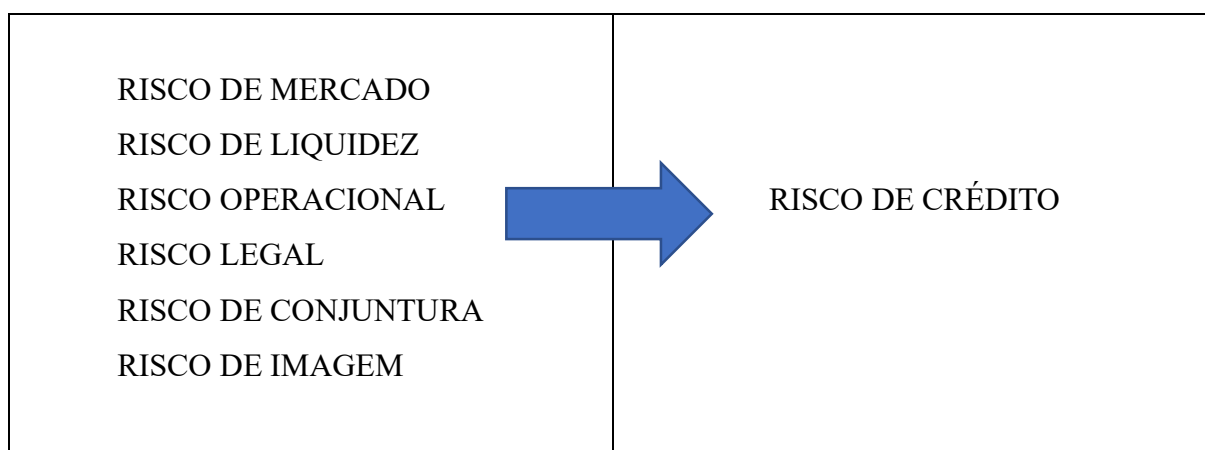 RISCO DE MERCADO
RISCO DE LIQUIDEZ
RISCO OPERACIONAL
RISCO LEGAL
RISCO DE CONJUNTURA
RISCO DE IMAGEM
RISCO DE CRÉDITO